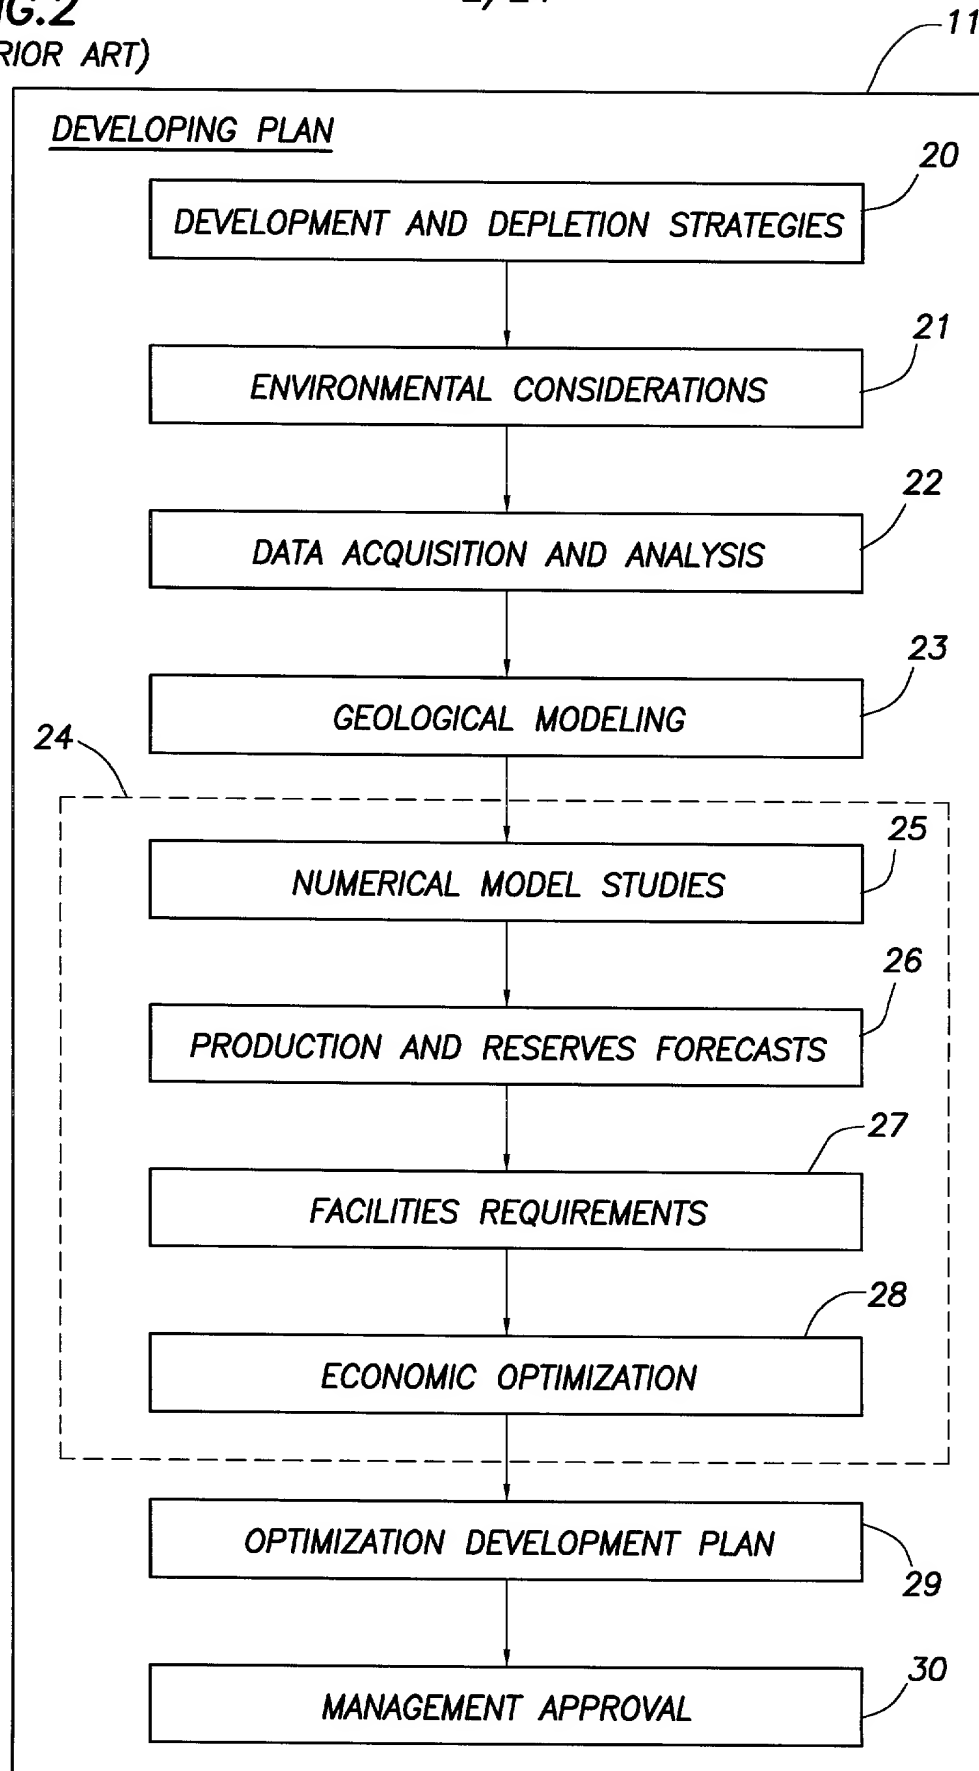 2
RIOR ART)
11
DEVELOPING PLAN
20
DEVELOPMENT AND DEPLETION STRATEGIES
21
ENVIRONMENTAL CONSIDERATIONS
22
DATA ACQUISITION AND ANALYSIS
23
GEOLOGICAL MODELING
24
25
NUMERICAL MODEL STUDIES
26
PRODUCTION AND RESERVES FORECASTS
27
FACILITIES REQUIREMENTS
28
ECONOMIC OPTIMIZATION
OPTIMIZATION DEVELOPMENT PLAN
29
30
MANAGEMENT APPROVAL